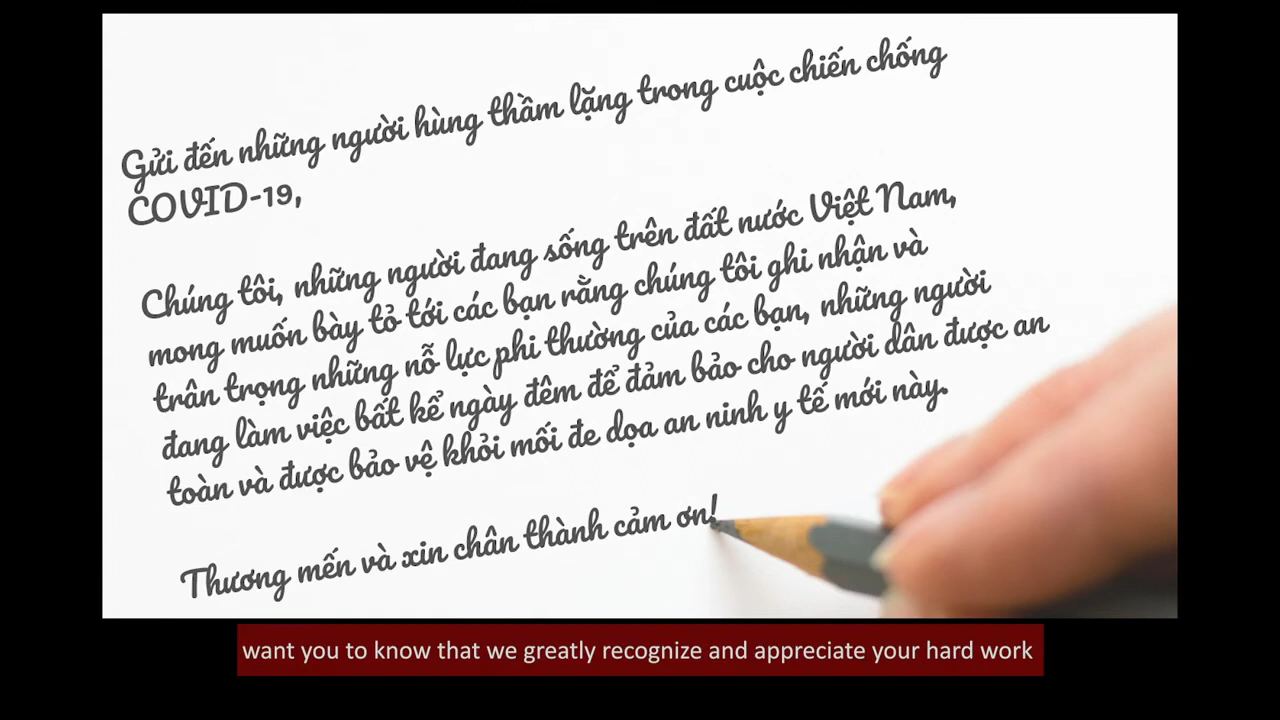 Gửi đến những người hùng thầm lặng trong cuộc chiến chống
COVID-19,
Chúng tôi, những người đang sống trên đất nước Việt Nam,
mong muốn bày tỏ tới các bạn rằng chúng tôi ghi nhận và
trân trọng những nỗ lực phi thường của các bạn, những người
đang làm việc bất kể ngày đêm để đảm bảo cho người dân được an
toàn và được bảo vệ khỏi mối đe dọa an ninh y tế mới này.
Thương mến và xin chân thành cảm ơn!
want you to know that we greatly recognize and appreciate your hard work